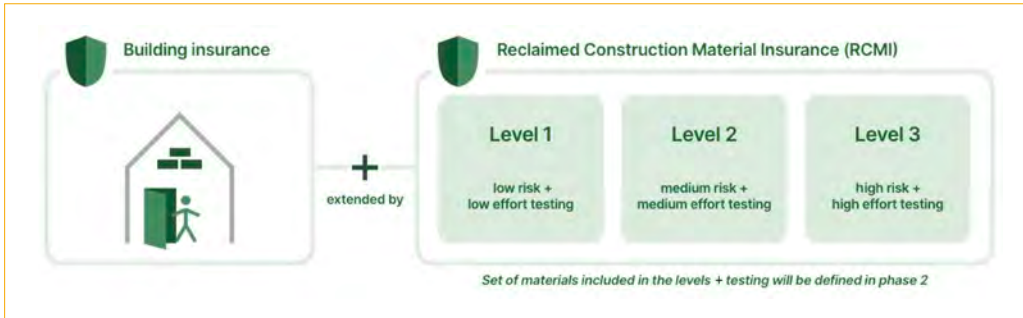 Building insurance
Reclaimed Construction Material Insurance (RCMI)
+
extended by
Level 1
low risk +
low effort testing
Level 2
medium risk +
medium effort testing
Level 3
high risk +
high effort testing
Set of materials included in the levels + testing will be defined in phase 2